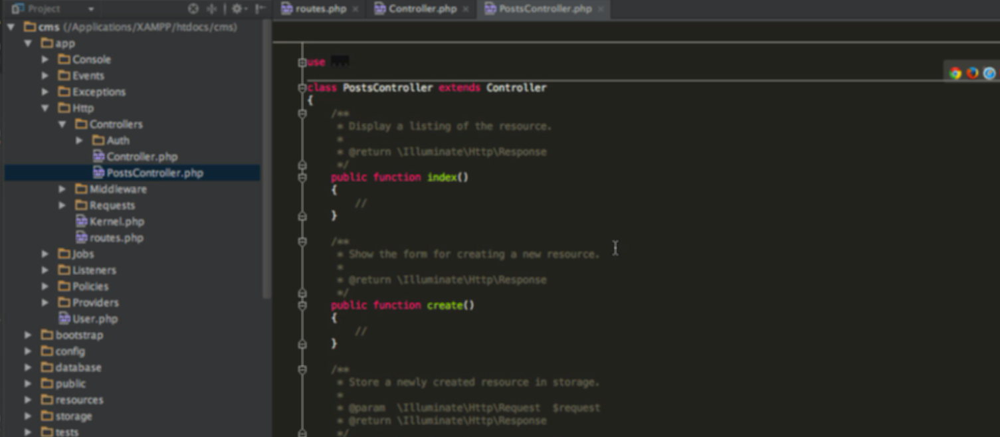 Project
cms (/Applications/XAMPP/htdocs/cms)
app
Console
Events
Exceptions
Http
Controllers
Auth
Controller.php
PostsController.php
Middleware
Requests
Kernel.php
routes.php
Jobs
Listeners
Policies
Providers
User.php
bootstrap
config
database
public
resources
storage
tests
routes.php Controller.php PostsController.php
use ...
class PostsController extends Controller
{
/**
* Display a listing of the resource.
*
* @return \Illuminate\Http\Response
*/
public function index()
{
//
}
/**
* Show the form for creating a new resource.
*
* @return \Illuminate\Http\Response
*/
public function create()
{
//
}
/**
* Store a newly created resource in storage.
*
* @param  \Illuminate\Http\Request  $request
* @return \Illuminate\Http\Response
*/